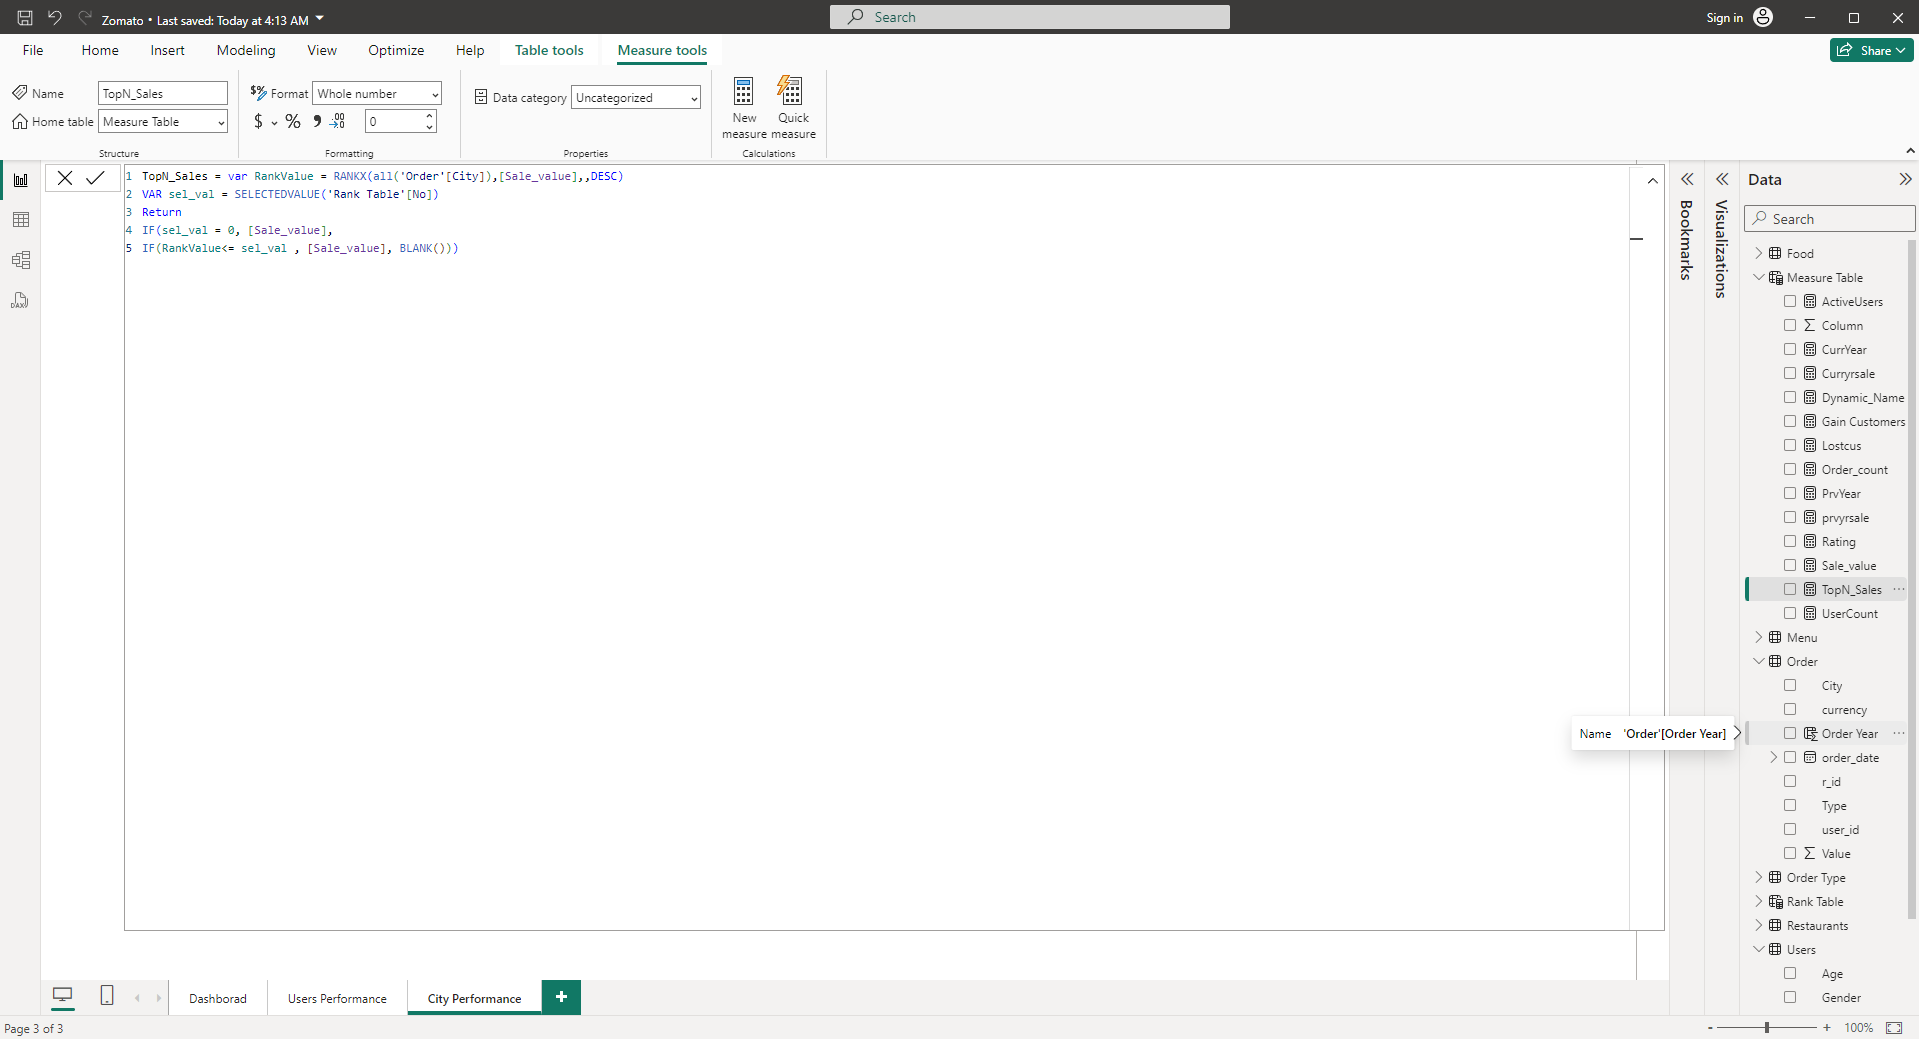 Zomato • Last saved: Today at 4:13 AM
Search
Sign in
File
Home
Insert
Modeling
View
Optimize
Help
Table tools
Measure tools
Share
Name
TopN_Sales
Home table
Measure Table
Structure
$% Format
Whole number
$ % 9 .00
0
Formatting
Data category
Uncategorized
Properties
New measure
Quick measure
Calculations
1 TopN_Sales = var RankValue = RANKX(all('Order'[City]),[Sale_value],,DESC)
2 VAR sel_val = SELECTEDVALUE('Rank Table'[No])
3 Return
4 IF(sel_val = 0, [Sale_value],
5 IF(RankValue<= sel_val , [Sale_value], BLANK()))
Bookmarks
Visualizations
Data
Search
Food
Measure Table
ActiveUsers
Column
CurrYear
Curryrsale
Dynamic_Name
Gain Customers
Lostcus
Order_count
PrvYear
prvyrsale
Rating
Sale_value
TopN_Sales
UserCount
Menu
Order
City
currency
Order Year
order_date
r_id
Type
user_id
Value
Order Type
Rank Table
Restaurants
Users
Age
Gender
Name 'Order'[Order Year]
DAX
Dashborad
Users Performance
City Performance
+
Page 3 of 3
- + 100%